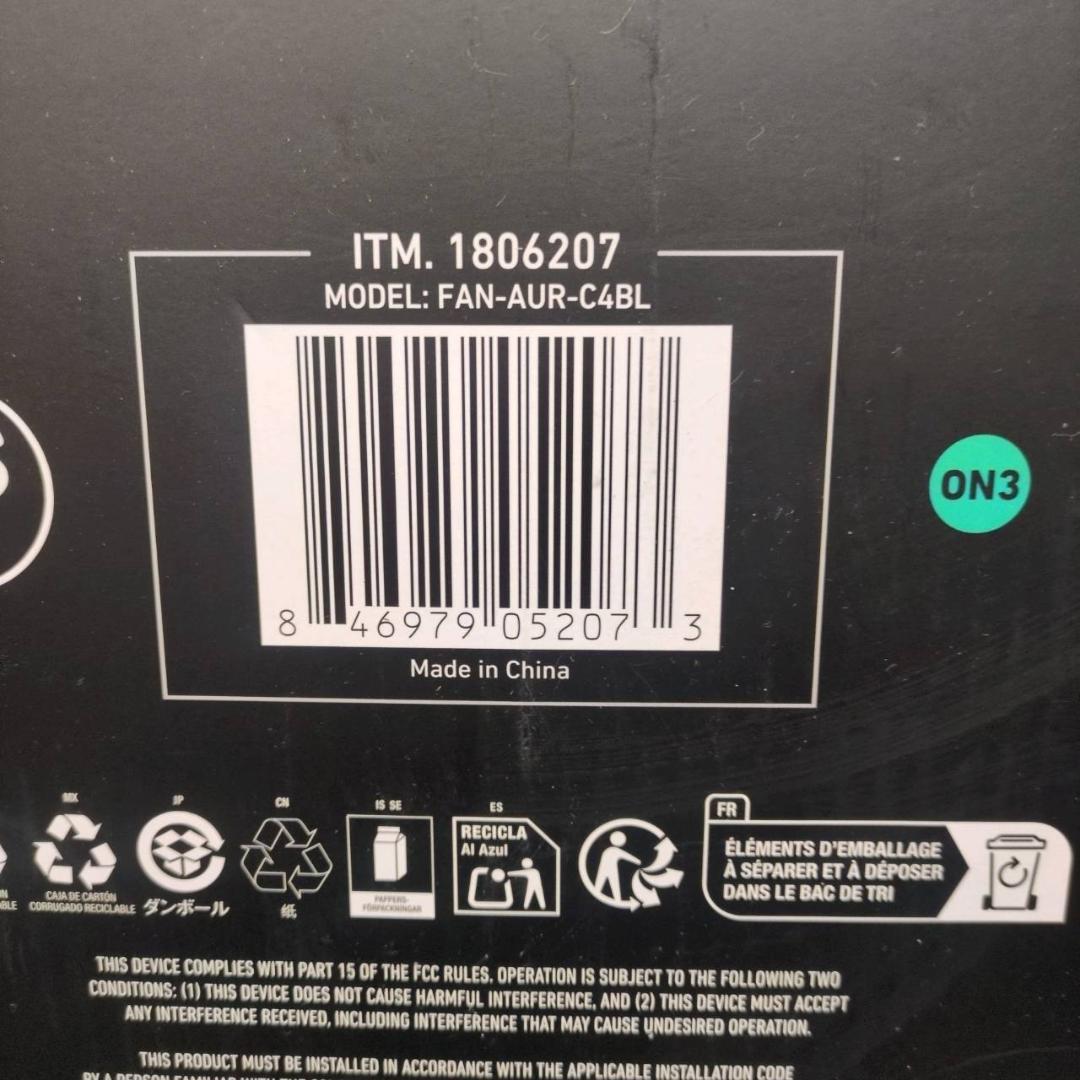 ITM. 1806207
MODEL: FAN-AUR-C4BL
8 46979 05207 3
Made in China
ON3
MX
CAJA DE CARTÓN
CORRUGADO RECICLABLE
JP
ダンボール
CN
纸
IS SE
PAPPERS-
FÖRPACKNINGAR
ES
RECICLA
Al Azul
FR
ÉLÉMENTS D'EMBALLAGE
À SÉPARER ET À DÉPOSER
DANS LE BAC DE TRI
THIS DEVICE COMPLIES WITH PART 15 OF THE FCC RULES. OPERATION IS SUBJECT TO THE FOLLOWING TWO
CONDITIONS: (1) THIS DEVICE DOES NOT CAUSE HARMFUL INTERFERENCE, AND (2) THIS DEVICE MUST ACCEPT
ANY INTERFERENCE RECEIVED, INCLUDING INTERFERENCE THAT MAY CAUSE UNDESIRED OPERATION.
THIS PRODUCT MUST BE INSTALLED IN ACCORDANCE WITH THE APPLICABLE INSTALLATION CODE